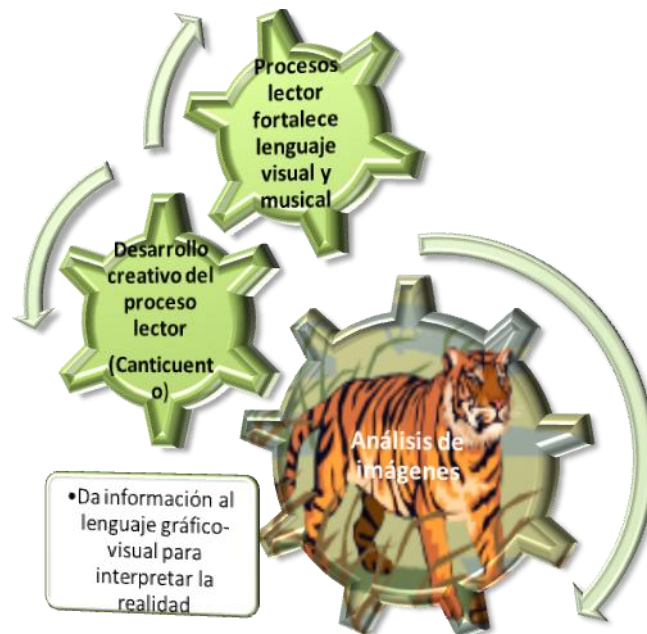 Procesos
lector
fortalece
lenguaje
visual y
musical
Desarrollo
creativo del
proceso
lector
(Canticuent
o)
Análisis de
imágenes
•Da información al
lenguaje gráfico-
visual para
interpretar la
realidad